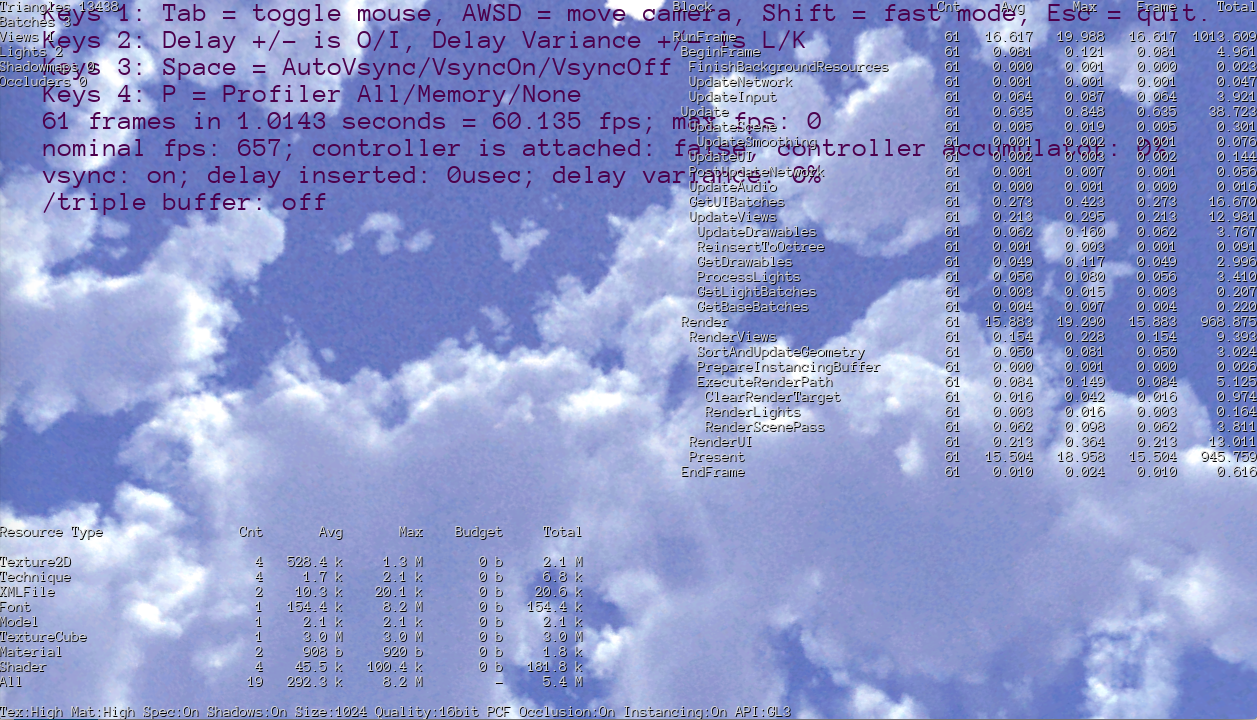 Triangles 13438
Batches 3
Views 1
Lights 2
Shadowmaps 0
Occluders 0
Keys 1: Tab = toggle mouse, AWSD = move camera, Shift = fast mode, Esc = quit.
Keys 2: Delay +/- is O/I, Delay Variance +/- is L/K
Keys 3: Space = AutoVsync/VsyncOn/VsyncOff
Keys 4: P = Profiler All/Memory/None
61 frames in 1.0143 seconds = 60.135 fps; max fps: 0
nominal fps: 657; controller is attached: false; controller accumulator:
vsync: on; delay inserted: 0usec; delay variance: 0%
/triple buffer: off
Block Cnt Avg Max Frame Total
RunFrame 61 16.617 19.988 16.617 1013.609
BeginFrame 61 0.081 0.121 0.081 4.961
FinishBackgroundResources 61 0.000 0.001 0.000 0.023
UpdateNetwork 61 0.001 0.001 0.001 0.047
UpdateInput 61 0.064 0.087 0.064 3.921
Update 61 0.635 0.848 0.635 38.723
UpdateScene 61 0.005 0.019 0.005 0.301
UpdateSmoothing 61 0.001 0.002 0.001 0.076
UpdateUI 61 0.002 0.003 0.002 0.144
PostUpdateNetwork 61 0.001 0.007 0.001 0.056
UpdateAudio 61 0.000 0.001 0.000 0.016
GetUIBatches 61 0.273 0.423 0.273 16.670
UpdateViews 61 0.213 0.295 0.213 12.981
UpdateDrawables 61 0.062 0.160 0.062 3.767
ReinsertToOctree 61 0.001 0.003 0.001 0.091
GetDrawables 61 0.049 0.117 0.049 2.996
ProcessLights 61 0.056 0.080 0.056 3.410
GetLightBatches 61 0.003 0.015 0.003 0.207
GetBaseBatches 61 0.004 0.007 0.004 0.220
Render 61 15.883 19.290 15.883 968.875
RenderViews 61 0.154 0.228 0.154 9.393
SortAndUpdateGeometry 61 0.050 0.081 0.050 3.024
PrepareInstancingBuffer 61 0.000 0.001 0.000 0.026
ExecuteRenderPath 61 0.084 0.149 0.084 5.125
ClearRenderTarget 61 0.016 0.042 0.016 0.974
RenderLights 61 0.003 0.016 0.003 0.164
RenderScenePass 61 0.062 0.098 0.062 3.811
RenderUI 61 0.213 0.364 0.213 13.011
Present 61 15.504 18.958 15.504 945.759
EndFrame 61 0.010 0.024 0.010 0.616
Resource Type Cnt Avg Max Budget Total
Texture2D 4 528.4 k 1.3 M 0 b 2.1 M
Technique 4 1.7 k 2.1 k 0 b 6.8 k
XMLFile 2 10.3 k 20.1 k 0 b 20.6 k
Font 1 154.4 k 8.2 M 0 b 154.4 k
Model 1 2.1 k 2.1 k 0 b 2.1 k
TextureCube 1 3.0 M 3.0 M 0 b 3.0 M
Material 2 908 b 920 b 0 b 1.8 k
Shader 4 45.5 k 100.4 k 0 b 181.8 k
All 19 292.3 k 8.2 M - 5.4 M
Tex:High Mat:High Spec:On Shadows:On Size:1024 Quality:16bit PCF Occlusion:On Instancing:On API:GL3